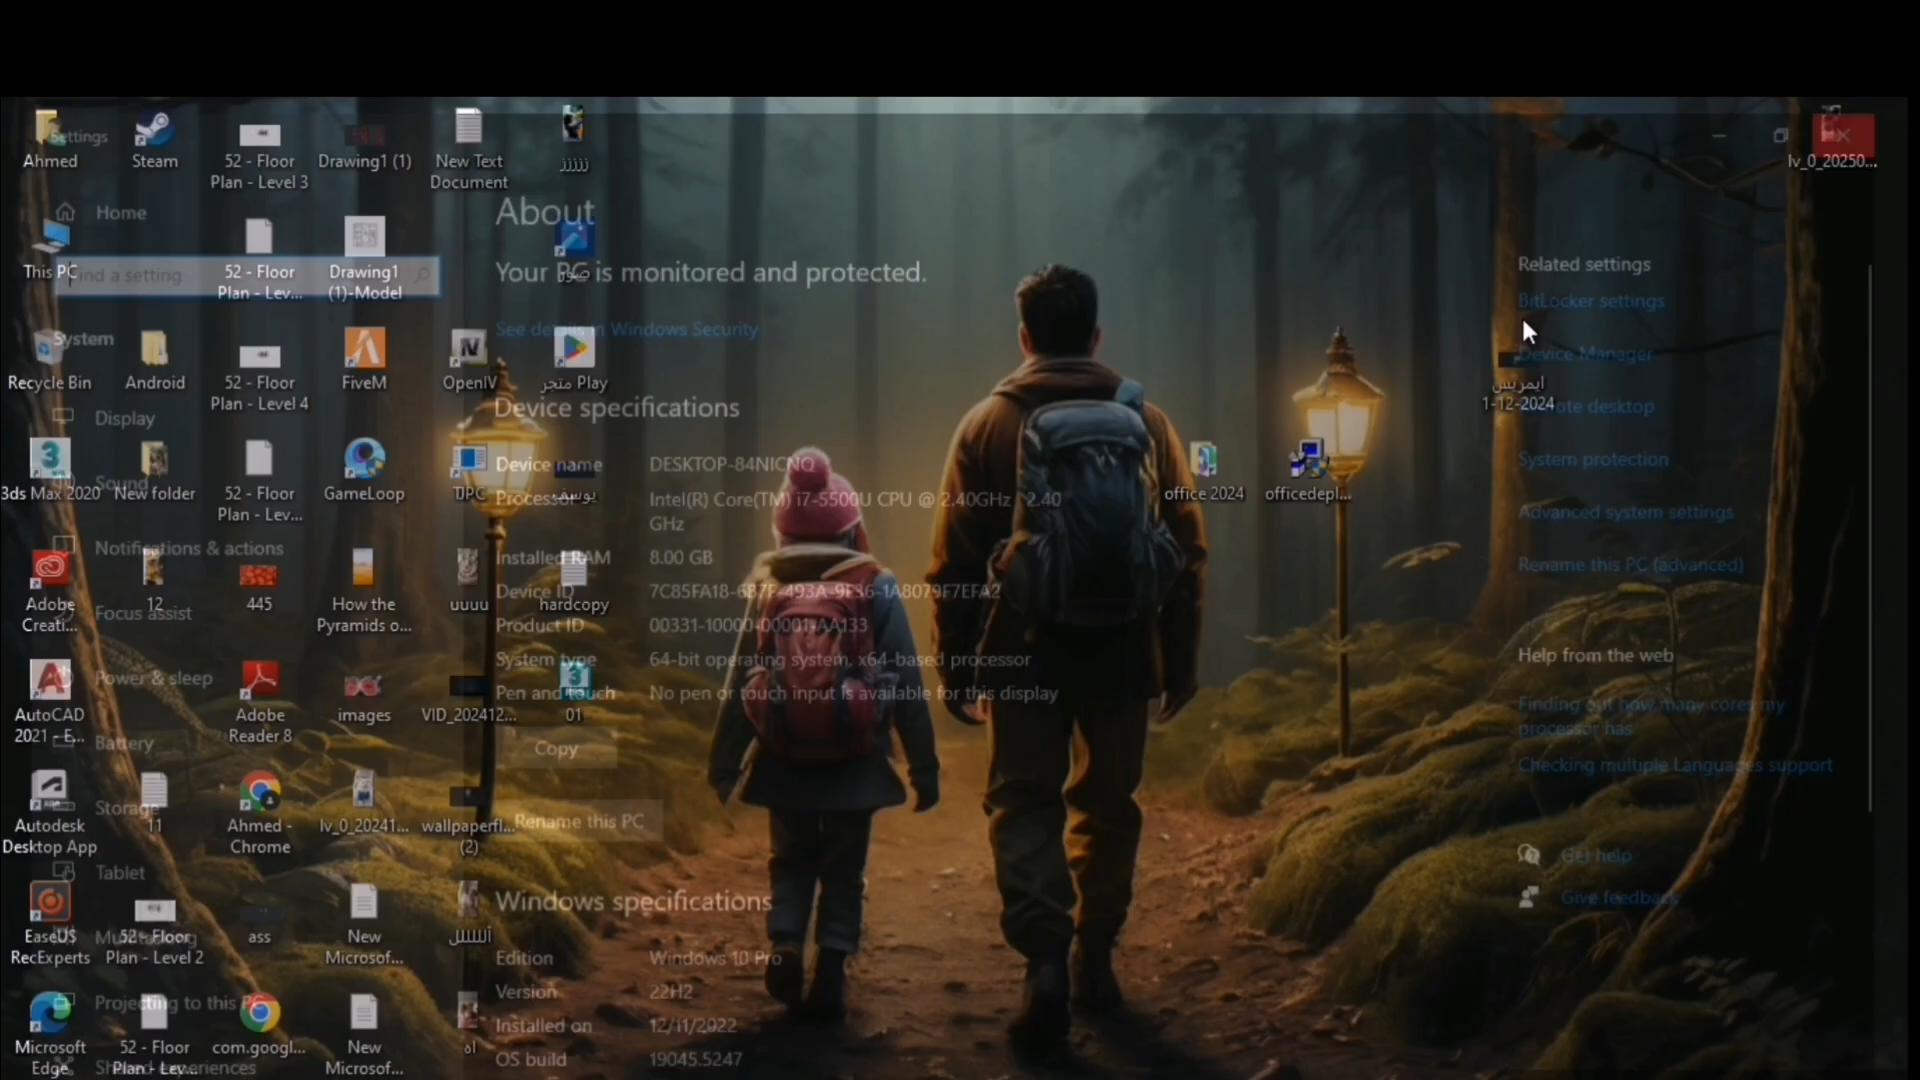 Settings
Home
Find a setting
System
Display
Sound
Notifications & actions
Focus assist
Power & sleep
Battery
Storage
Tablet
Multitasking
Projecting to this PC
Shared experiences
About
Your PC is monitored and protected.
See details in Windows Security
Device specifications
Device name DESKTOP-84NICNQ
Processor Intel(R) Core(TM) i7-5500U CPU @ 2.40GHz 2.40
GHz
Installed RAM 8.00 GB
Device ID 7C85FA18-6B7F-493A-9F36-1A8079F7EFA2
Product ID 00331-10000-00001-AA133
System type 64-bit operating system, x64-based processor
Pen and touch No pen or touch input is available for this display
Copy
Rename this PC
Windows specifications
Edition Windows 10 Pro
Version 22H2
Installed on 12/11/2022
OS build 19045.5247
Related settings
BitLocker settings
Device Manager
Remote desktop
System protection
Advanced system settings
Rename this PC (advanced)
Help from the web
Finding out how many cores my
processor has
Checking multiple Languages support
Get help
Give feedback
Ahmed
This PC
Recycle Bin
3ds Max 2020
Adobe
Creati...
AutoCAD
2021 - E...
Autodesk
Desktop App
EaseUS
RecExperts
Microsoft
Edge
Steam
Android
New folder
12
11
52 - Floor
Plan - Level 2
52 - Floor
Plan - Lev...
52 - Floor
Plan - Level 3
52 - Floor
Plan - Lev...
52 - Floor
Plan - Level 4
52 - Floor
Plan - Lev...
445
Adobe
Reader 8
Ahmed -
Chrome
ass
com.googl...
Drawing1 (1)
Drawing1
(1)-Model
FiveM
GameLoop
How the
Pyramids o...
images
lv_0_20241...
New
Microsof...
New
Microsof...
New Text
Document
OpenIV
uuuu
VID_202412...
wallpaperfl...
(2)
صور
متجر Play
يوسف
hardcopy
01
office 2024
officedepl...
ايمريس
1-12-2024
lv_0_20250...